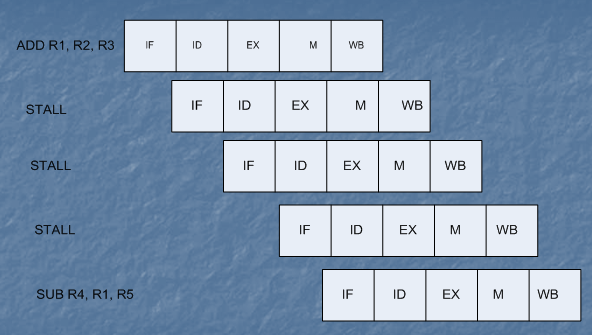 ADD R1, R2, R3 IF ID EX M WB
STALL IF ID EX M WB
STALL IF ID EX M WB
STALL IF ID EX M WB
SUB R4, R1, R5 IF ID EX M WB